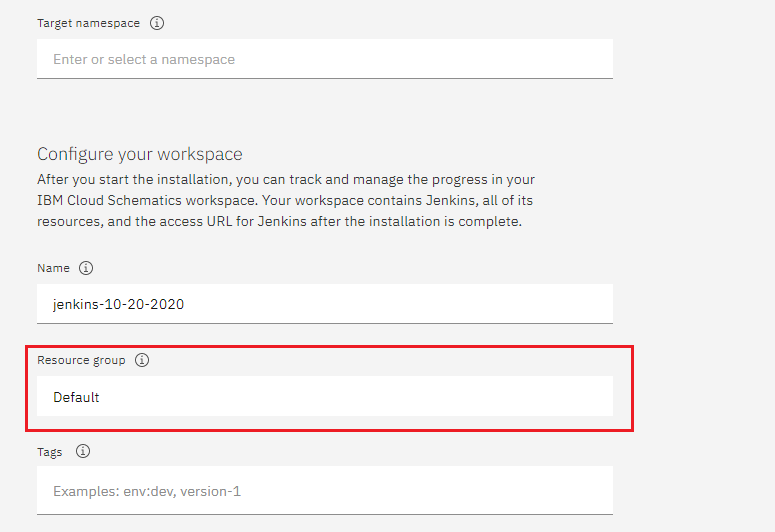 Target namespace
Enter or select a namespace
Configure your workspace
After you start the installation, you can track and manage the progress in your
IBM Cloud Schematics workspace. Your workspace contains Jenkins, all of its
resources, and the access URL for Jenkins after the installation is complete.
Name
jenkins-10-20-2020
Resource group
Default
Tags
Examples: env:dev, version-1